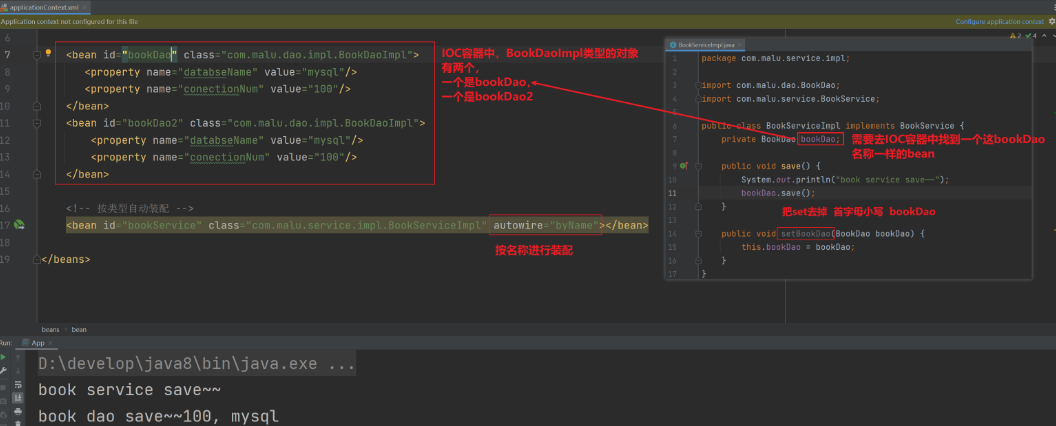 applicationContext.xml
Application context not configured for this file
Configure application context
6
7 <bean id="bookDao" class="com.malu.dao.impl.BookDaoImpl">
8 <property name="databseName" value="mysql"/>
9 <property name="conectionNum" value="100"/>
10 </bean>
11 <bean id="bookDao2" class="com.malu.dao.impl.BookDaoImpl">
12 <property name="databseName" value="mysql"/>
13 <property name="conectionNum" value="100"/>
14 </bean>
15
16 <!-- 按类型自动装配 -->
17 <bean id="bookService" class="com.malu.service.impl.BookServiceImpl" autowire="byName"></bean>
18
19 </beans>
IOC容器中，BookDaoImpl类型的对象
有两个，
一个是bookDao，
一个是bookDao2
按名称进行装配
2 4
BookServiceImpl.java
1 package com.malu.service.impl;
2
3 import com.malu.dao.BookDao;
4 import com.malu.service.BookService;
5
6 public class BookServiceImpl implements BookService {
7 private BookDao bookDao;
需要去IOC容器中找到一个这bookDao
名称一样的bean
8
9 public void save() {
10 System.out.println("book service save~~");
11 bookDao.save();
12 }
把set去掉 首字母小写 bookDao
13
14 public void setBookDao(BookDao bookDao) {
15 this.bookDao = bookDao;
16 }
17 }
beans › bean
Run: App
D:\develop\java8\bin\java.exe ...
book service save~~
book dao save~~100, mysql